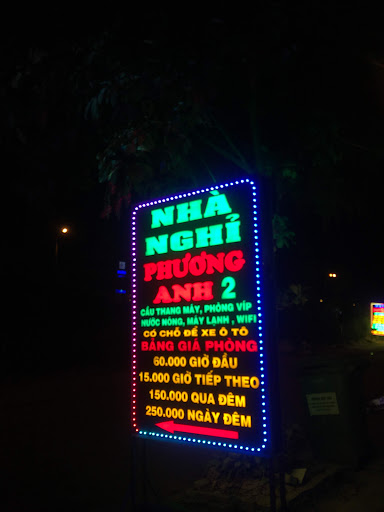 NHÀ
NGHỈ
PHƯƠNG
ANH 2
CẦU THANG MÁY, PHÒNG VÍP
NƯỚC NÓNG, MÁY LẠNH , WIFI
CÓ CHỖ ĐỂ XE Ô TÔ
BẢNG GIÁ PHÒNG
60.000 GIỜ ĐẦU
15.000 GIỜ TIẾP THEO
150.000 QUA ĐÊM
250.000 NGÀY ĐÊM